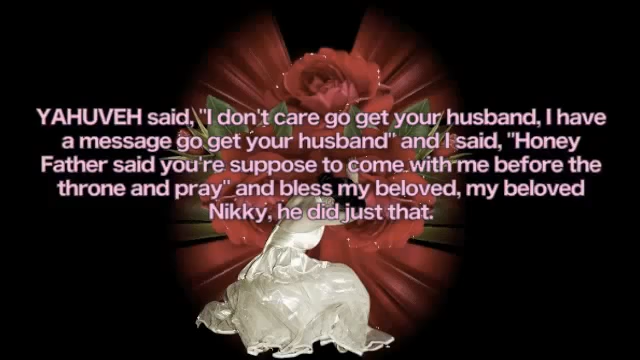 YAHUVEH said, "I don't care go get your husband, I have
a message go get your husband" and I said, "Honey
Father said you're suppose to come with me before the
throne and pray" and bless my beloved, my beloved
Nikky, he did just that.